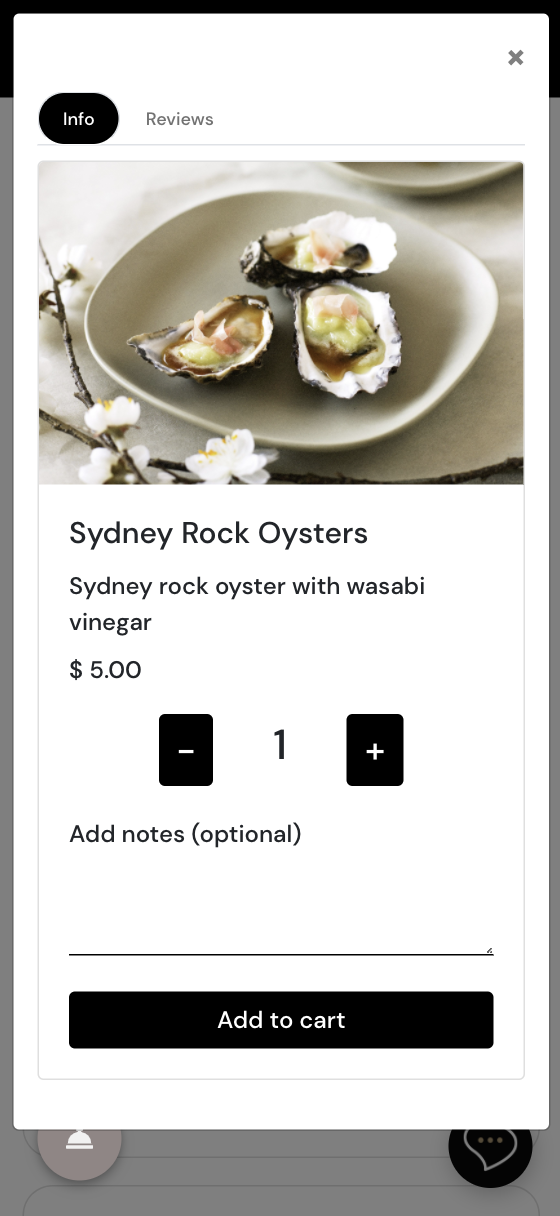 Info Reviews
Sydney Rock Oysters
Sydney rock oyster with wasabi
vinegar
$ 5.00
- 1 +
Add notes (optional)
Add to cart